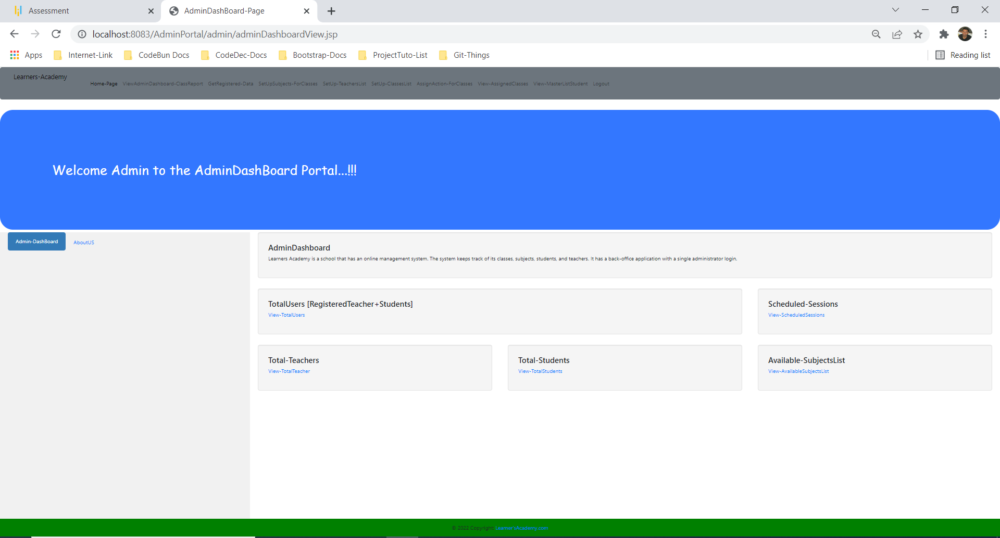 Assessment
AdminDashBoard-Page
localhost:8083/AdminPortal/admin/adminDashboardView.jsp
Apps Internet-Link CodeBun Docs CodeDec-Docs Bootstrap-Docs ProjectTuto-List Git-Things Reading list
Learners-Academy Home-Page ViewAdminDashboard-ClassReport GetRegistered-Data SetUpSubjects-ForClasses SetUp-TeachersList SetUp-ClassesList AssignAction-ForClasses View-AssignedClasses View-MasterListStudent Logout
Welcome Admin to the AdminDashBoard Portal...!!!
Admin-DashBoard AboutUS
AdminDashboard
Learners Academy is a school that has an online management system. The system keeps track of its classes, subjects, students, and teachers. It has a back-office application with a single administrator login.
TotalUsers [RegisteredTeacher+Students]
View-TotalUsers
Scheduled-Sessions
View-ScheduledSessions
Total-Teachers
View-TotalTeacher
Total-Students
View-TotalStudents
Available-SubjectsList
View-AvailableSubjectsList
© 2022 Copyright: Learner'sAcademy.com